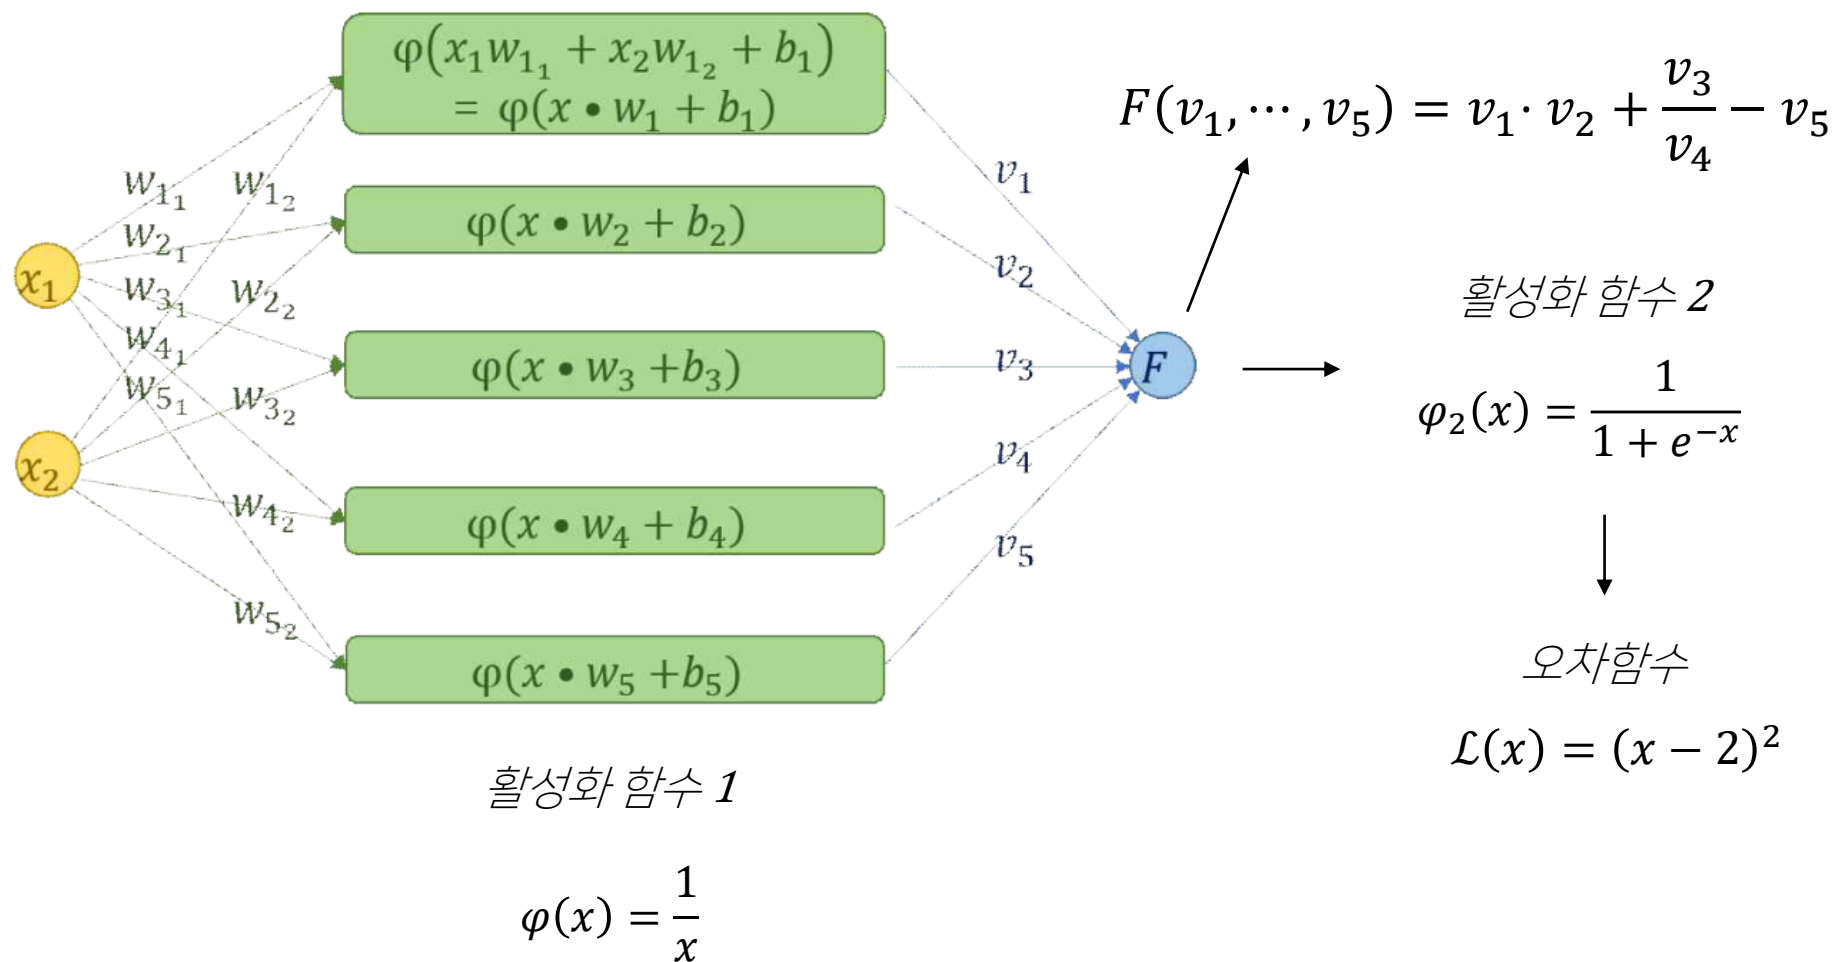 φ(x₁w₁₁ + x₂w₁₂ + b₁)
= φ(x • w₁ + b₁)
φ(x • w₂ + b₂)
φ(x • w₃ +b₃)
φ(x • w₄ + b₄)
φ(x • w₅ +b₅)
x₁
x₂
w₁₁
w₂₁
w₃₁
w₄₁
w₅₁
w₁₂
w₂₂
w₃₂
w₄₂
w₅₂
v₁
v₂
v₃
v₄
v₅
F
F(v₁, ⋯ , v₅) = v₁· v₂ + v₃/v₄ − v₅
활성화 함수 2
φ₂(x) = 1/(1 + e⁻ˣ)
오차함수
ℒ(x) = (x − 2)²
활성화 함수 1
φ(x) = 1/x